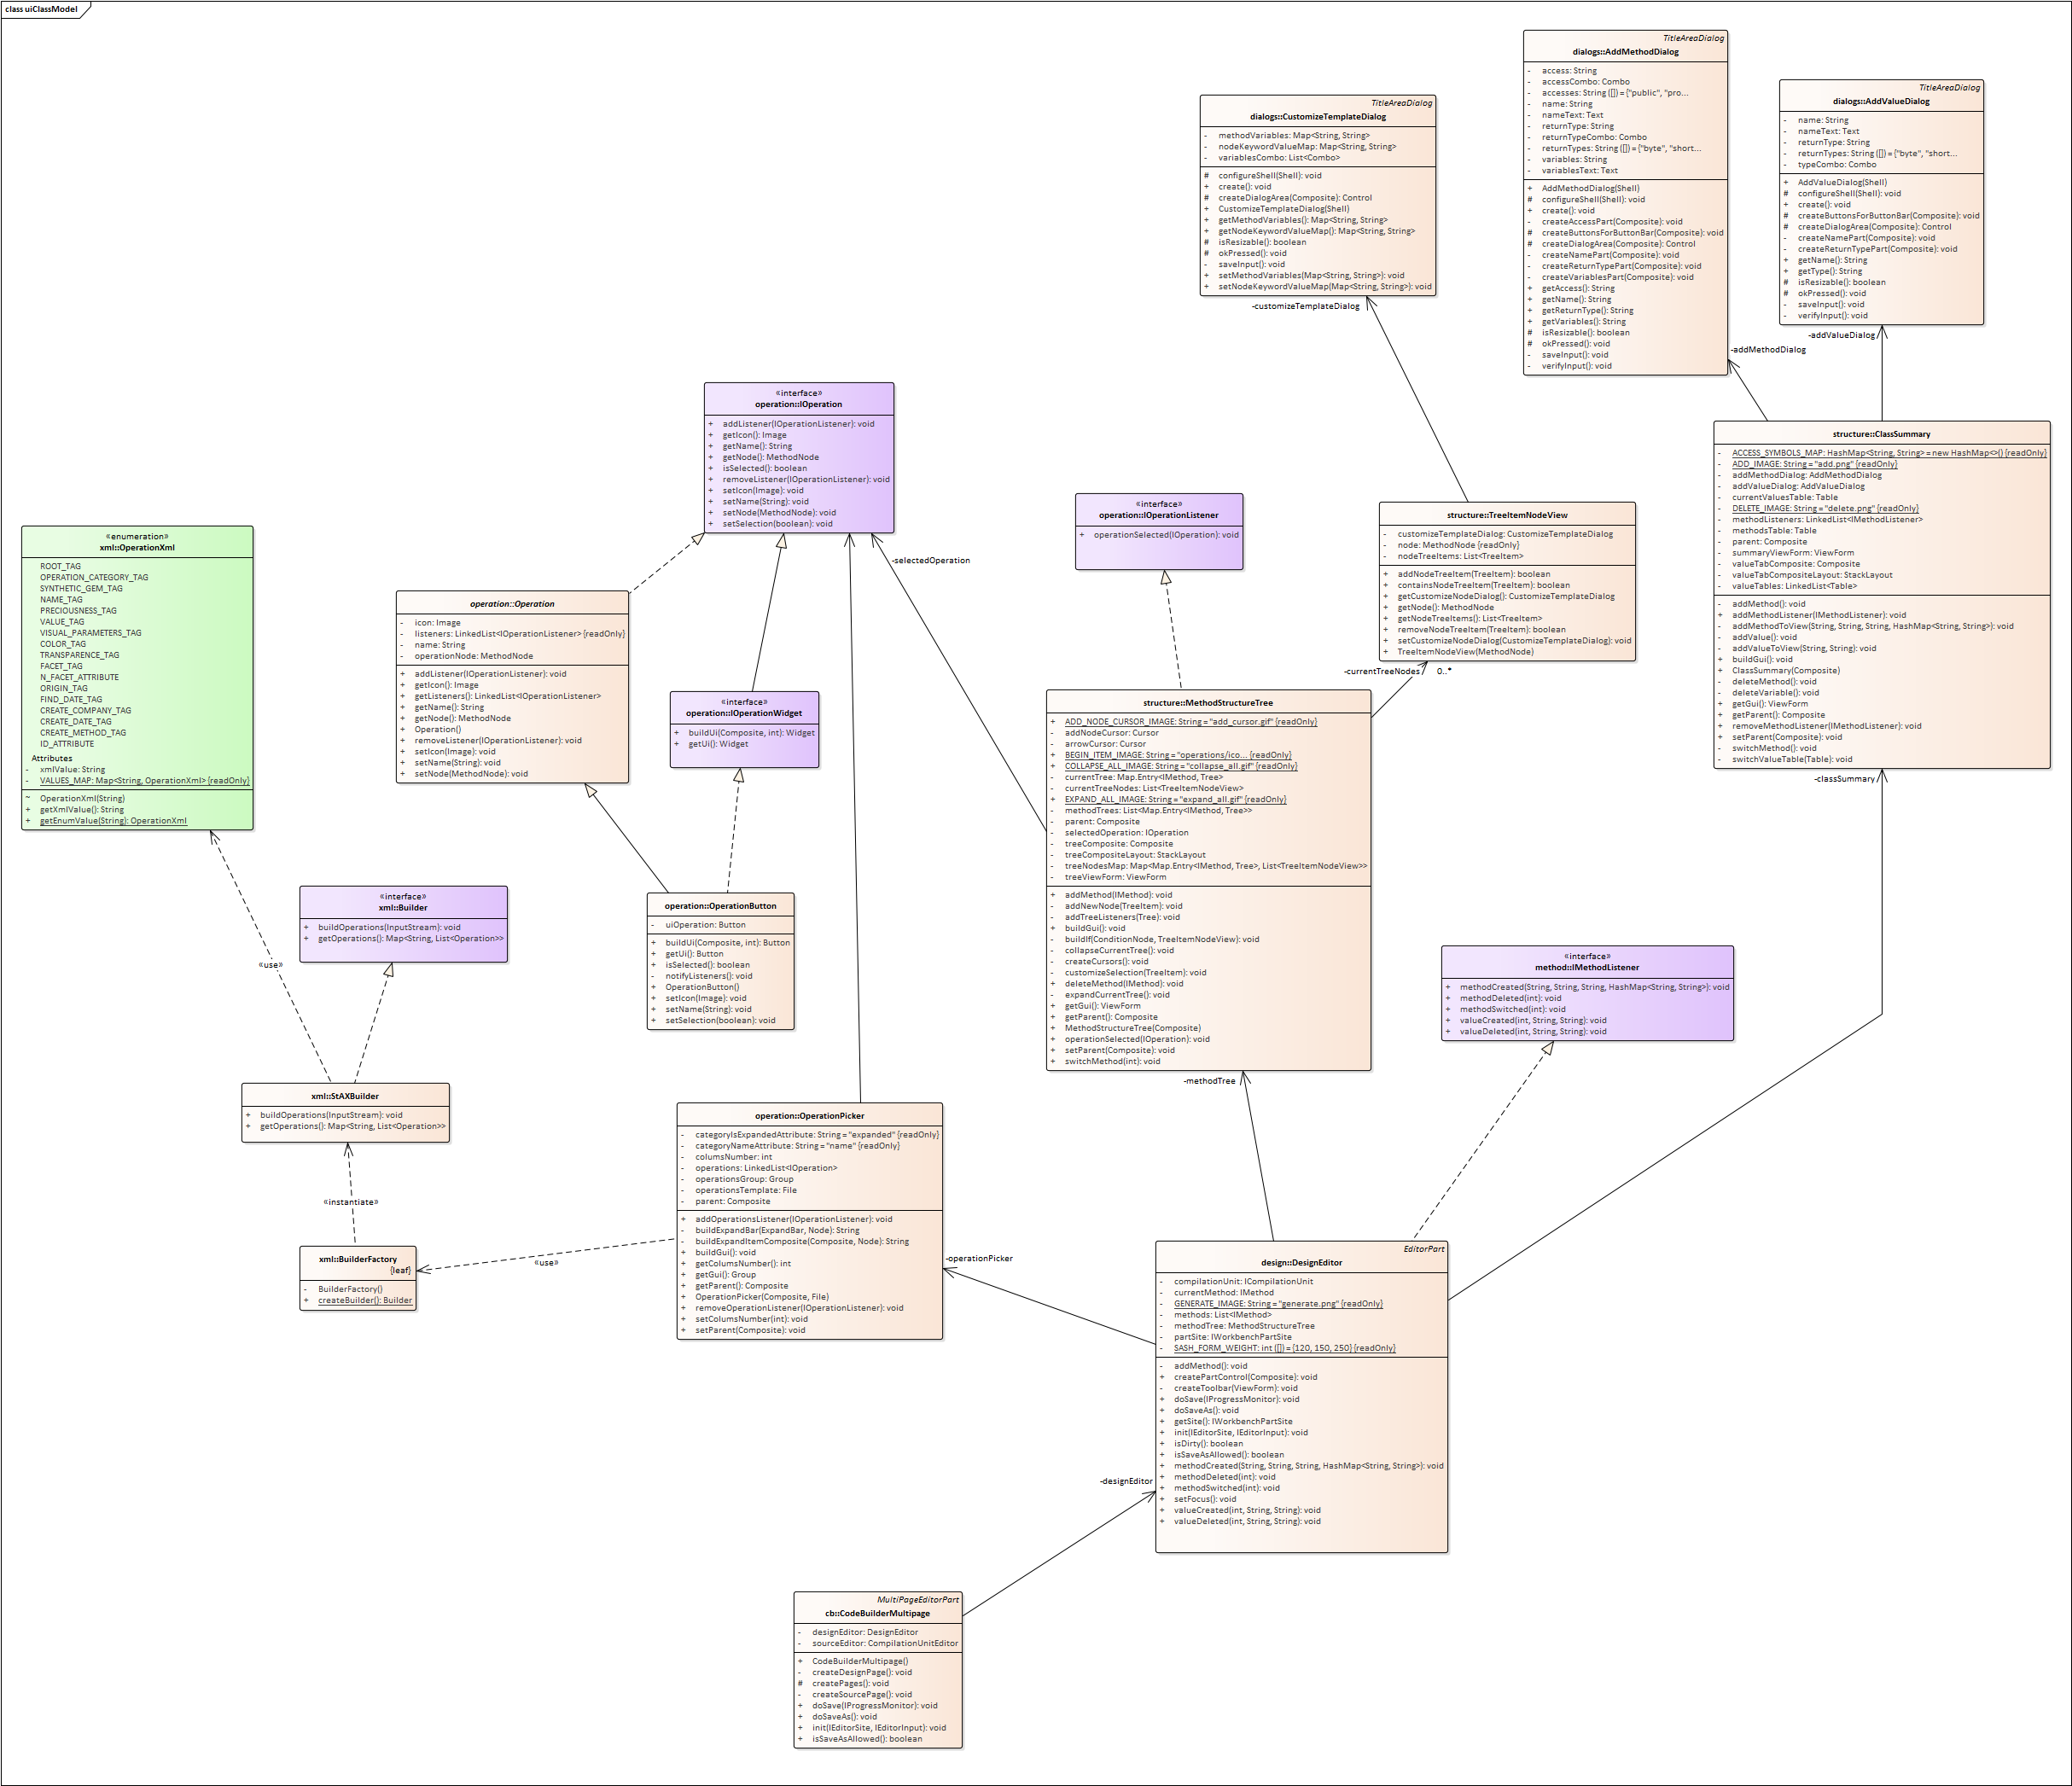 class uiClassModel
TitleAreaDialog
dialogs::AddMethodDialog
- access: String
- accessCombo: Combo
- accesses: String ([]) = {"public", "pro...
- name: String
- nameText: Text
- returnType: String
- returnTypeCombo: Combo
- returnTypes: String ([]) = {"byte", "short...
- variables: String
- variablesText: Text
+ AddMethodDialog(Shell)
# configureShell(Shell): void
+ create(): void
- createAccessPart(Composite): void
# createButtonsForButtonBar(Composite): void
# createDialogArea(Composite): Control
- createNamePart(Composite): void
- createReturnTypePart(Composite): void
- createVariablesPart(Composite): void
+ getAccess(): String
+ getName(): String
+ getReturnType(): String
+ getVariables(): String
# isResizable(): boolean
# okPressed(): void
- saveInput(): void
- verifyInput(): void
TitleAreaDialog
dialogs::AddValueDialog
- name: String
- nameText: Text
- returnType: String
- returnTypes: String ([]) = {"byte", "short...
- typeCombo: Combo
+ AddValueDialog(Shell)
# configureShell(Shell): void
+ create(): void
# createButtonsForButtonBar(Composite): void
# createDialogArea(Composite): Control
- createNamePart(Composite): void
- createReturnTypePart(Composite): void
+ getName(): String
+ getType(): String
# isResizable(): boolean
# okPressed(): void
- saveInput(): void
- verifyInput(): void
TitleAreaDialog
dialogs::CustomizeTemplateDialog
- methodVariables: Map<String, String>
- nodeKeywordValueMap: Map<String, String>
- variablesCombo: List<Combo>
# configureShell(Shell): void
+ create(): void
# createDialogArea(Composite): Control
+ CustomizeTemplateDialog(Shell)
+ getMethodVariables(): Map<String, String>
+ getNodeKeywordValueMap(): Map<String, String>
# isResizable(): boolean
# okPressed(): void
- saveInput(): void
+ setMethodVariables(Map<String, String>): void
+ setNodeKeywordValueMap(Map<String, String>): void
-customizeTemplateDialog
-addValueDialog
-addMethodDialog
«interface»
operation::IOperation
+ addListener(IOperationListener): void
+ getIcon(): Image
+ getName(): String
+ getNode(): MethodNode
+ isSelected(): boolean
+ removeListener(IOperationListener): void
+ setIcon(Image): void
+ setName(String): void
+ setNode(MethodNode): void
+ setSelection(boolean): void
structure::ClassSummary
- ACCESS_SYMBOLS_MAP: HashMap<String, String> = new HashMap<>() {readOnly}
- ADD_IMAGE: String = "add.png" {readOnly}
- addMethodDialog: AddMethodDialog
- addValueDialog: AddValueDialog
- currentValuesTable: Table
- DELETE_IMAGE: String = "delete.png" {readOnly}
- methodListeners: LinkedList<IMethodListener>
- methodsTable: Table
- parent: Composite
- summaryViewForm: ViewForm
- valueTabComposite: Composite
- valueTabCompositeLayout: StackLayout
- valueTables: LinkedList<Table>
- addMethod(): void
+ addMethodListener(IMethodListener): void
- addMethodToView(String, String, String, HashMap<String, String>): void
- addValue(): void
- addValueToView(String, String): void
+ buildGui(): void
+ ClassSummary(Composite)
- deleteMethod(): void
- deleteVariable(): void
+ getGui(): ViewForm
+ getParent(): Composite
+ removeMethodListener(IMethodListener): void
+ setParent(Composite): void
- switchMethod(): void
- switchValueTable(Table): void
-classSummary
«interface»
operation::IOperationListener
+ operationSelected(IOperation): void
structure::TreeItemNodeView
- customizeTemplateDialog: CustomizeTemplateDialog
- node: MethodNode {readOnly}
- nodeTreeItems: List<TreeItem>
+ addNodeTreeItem(TreeItem): boolean
+ containsNodeTreeItem(TreeItem): boolean
+ getCustomizeNodeDialog(): CustomizeTemplateDialog
+ getNode(): MethodNode
+ getNodeTreeItems(): List<TreeItem>
+ removeNodeTreeItem(TreeItem): boolean
+ setCustomizeNodeDialog(CustomizeTemplateDialog): void
+ TreeItemNodeView(MethodNode)
-currentTreeNodes 0..*
-selectedOperation
«enumeration»
xml::OperationXml
ROOT_TAG
OPERATION_CATEGORY_TAG
SYNTHETIC_GEM_TAG
NAME_TAG
PRECIOUSNESS_TAG
VALUE_TAG
VISUAL_PARAMETERS_TAG
COLOR_TAG
TRANSPARENCE_TAG
FACET_TAG
N_FACET_ATTRIBUTE
ORIGIN_TAG
FIND_DATE_TAG
CREATE_COMPANY_TAG
CREATE_DATE_TAG
CREATE_METHOD_TAG
ID_ATTRIBUTE
Attributes
- xmlValue: String
- VALUES_MAP: Map<String, OperationXml> {readOnly}
~ OperationXml(String)
+ getXmlValue(): String
+ getEnumValue(String): OperationXml
operation::Operation
- icon: Image
- listeners: LinkedList<IOperationListener> {readOnly}
- name: String
- operationNode: MethodNode
+ addListener(IOperationListener): void
+ getIcon(): Image
+ getListeners(): LinkedList<IOperationListener>
+ getName(): String
+ getNode(): MethodNode
+ Operation()
+ removeListener(IOperationListener): void
+ setIcon(Image): void
+ setName(String): void
+ setNode(MethodNode): void
«interface»
operation::IOperationWidget
+ buildUi(Composite, int): Widget
+ getUi(): Widget
structure::MethodStructureTree
+ ADD_NODE_CURSOR_IMAGE: String = "add_cursor.gif" {readOnly}
- addNodeCursor: Cursor
- arrowCursor: Cursor
+ BEGIN_ITEM_IMAGE: String = "operations/ico... {readOnly}
+ COLLAPSE_ALL_IMAGE: String = "collapse_all.gif" {readOnly}
- currentTree: Map.Entry<IMethod, Tree>
- currentTreeNodes: List<TreeItemNodeView>
+ EXPAND_ALL_IMAGE: String = "expand_all.gif" {readOnly}
- methodTrees: List<Map.Entry<IMethod, Tree>>
- parent: Composite
- selectedOperation: IOperation
- treeComposite: Composite
- treeCompositeLayout: StackLayout
- treeNodesMap: Map<Map.Entry<IMethod, Tree>, List<TreeItemNodeView>>
- treeViewForm: ViewForm
+ addMethod(IMethod): void
- addNewNode(TreeItem): void
- addTreeListeners(Tree): void
+ buildGui(): void
- buildIf(ConditionNode, TreeItemNodeView): void
- collapseCurrentTree(): void
- createCursors(): void
- customizeSelection(TreeItem): void
+ deleteMethod(IMethod): void
- expandCurrentTree(): void
+ getGui(): ViewForm
+ getParent(): Composite
+ MethodStructureTree(Composite)
+ operationSelected(IOperation): void
+ setParent(Composite): void
+ switchMethod(int): void
-methodTree
operation::OperationButton
- uiOperation: Button
+ buildUi(Composite, int): Button
+ getUi(): Button
+ isSelected(): boolean
- notifyListeners(): void
+ OperationButton()
+ setIcon(Image): void
+ setName(String): void
+ setSelection(boolean): void
«interface»
xml::Builder
+ buildOperations(InputStream): void
+ getOperations(): Map<String, List<Operation>>
«use»
«interface»
method::IMethodListener
+ methodCreated(String, String, String, HashMap<String, String>): void
+ methodDeleted(int): void
+ methodSwitched(int): void
+ valueCreated(int, String, String): void
+ valueDeleted(int, String, String): void
xml::StAXBuilder
+ buildOperations(InputStream): void
+ getOperations(): Map<String, List<Operation>>
«instantiate»
xml::BuilderFactory
{leaf}
- BuilderFactory()
+ createBuilder(): Builder
«use»
operation::OperationPicker
- categoryIsExpandedAttribute: String = "expanded" {readOnly}
- categoryNameAttribute: String = "name" {readOnly}
- columsNumber: int
- operations: LinkedList<IOperation>
- operationsGroup: Group
- operationsTemplate: File
- parent: Composite
+ addOperationsListener(IOperationListener): void
- buildExpandBar(ExpandBar, Node): String
- buildExpandItemComposite(Composite, Node): String
+ buildGui(): void
+ getColumsNumber(): int
+ getGui(): Group
+ getParent(): Composite
+ OperationPicker(Composite, File)
+ removeOperationListener(IOperationListener): void
+ setColumsNumber(int): void
+ setParent(Composite): void
-operationPicker
EditorPart
design::DesignEditor
- compilationUnit: ICompilationUnit
- currentMethod: IMethod
- GENERATE_IMAGE: String = "generate.png" {readOnly}
- methods: List<IMethod>
- methodTree: MethodStructureTree
- partSite: IWorkbenchPartSite
- SASH_FORM_WEIGHT: int ([]) = {120, 150, 250} {readOnly}
- addMethod(): void
+ createPartControl(Composite): void
- createToolbar(ViewForm): void
+ doSave(IProgressMonitor): void
+ doSaveAs(): void
+ getSite(): IWorkbenchPartSite
+ init(IEditorSite, IEditorInput): void
+ isDirty(): boolean
+ isSaveAsAllowed(): boolean
+ methodCreated(String, String, String, HashMap<String, String>): void
+ methodDeleted(int): void
+ methodSwitched(int): void
+ setFocus(): void
+ valueCreated(int, String, String): void
+ valueDeleted(int, String, String): void
-designEditor
MultiPageEditorPart
cb::CodeBuilderMultipage
- designEditor: DesignEditor
- sourceEditor: CompilationUnitEditor
+ CodeBuilderMultipage()
- createDesignPage(): void
# createPages(): void
- createSourcePage(): void
+ doSave(IProgressMonitor): void
+ doSaveAs(): void
+ init(IEditorSite, IEditorInput): void
+ isSaveAsAllowed(): boolean